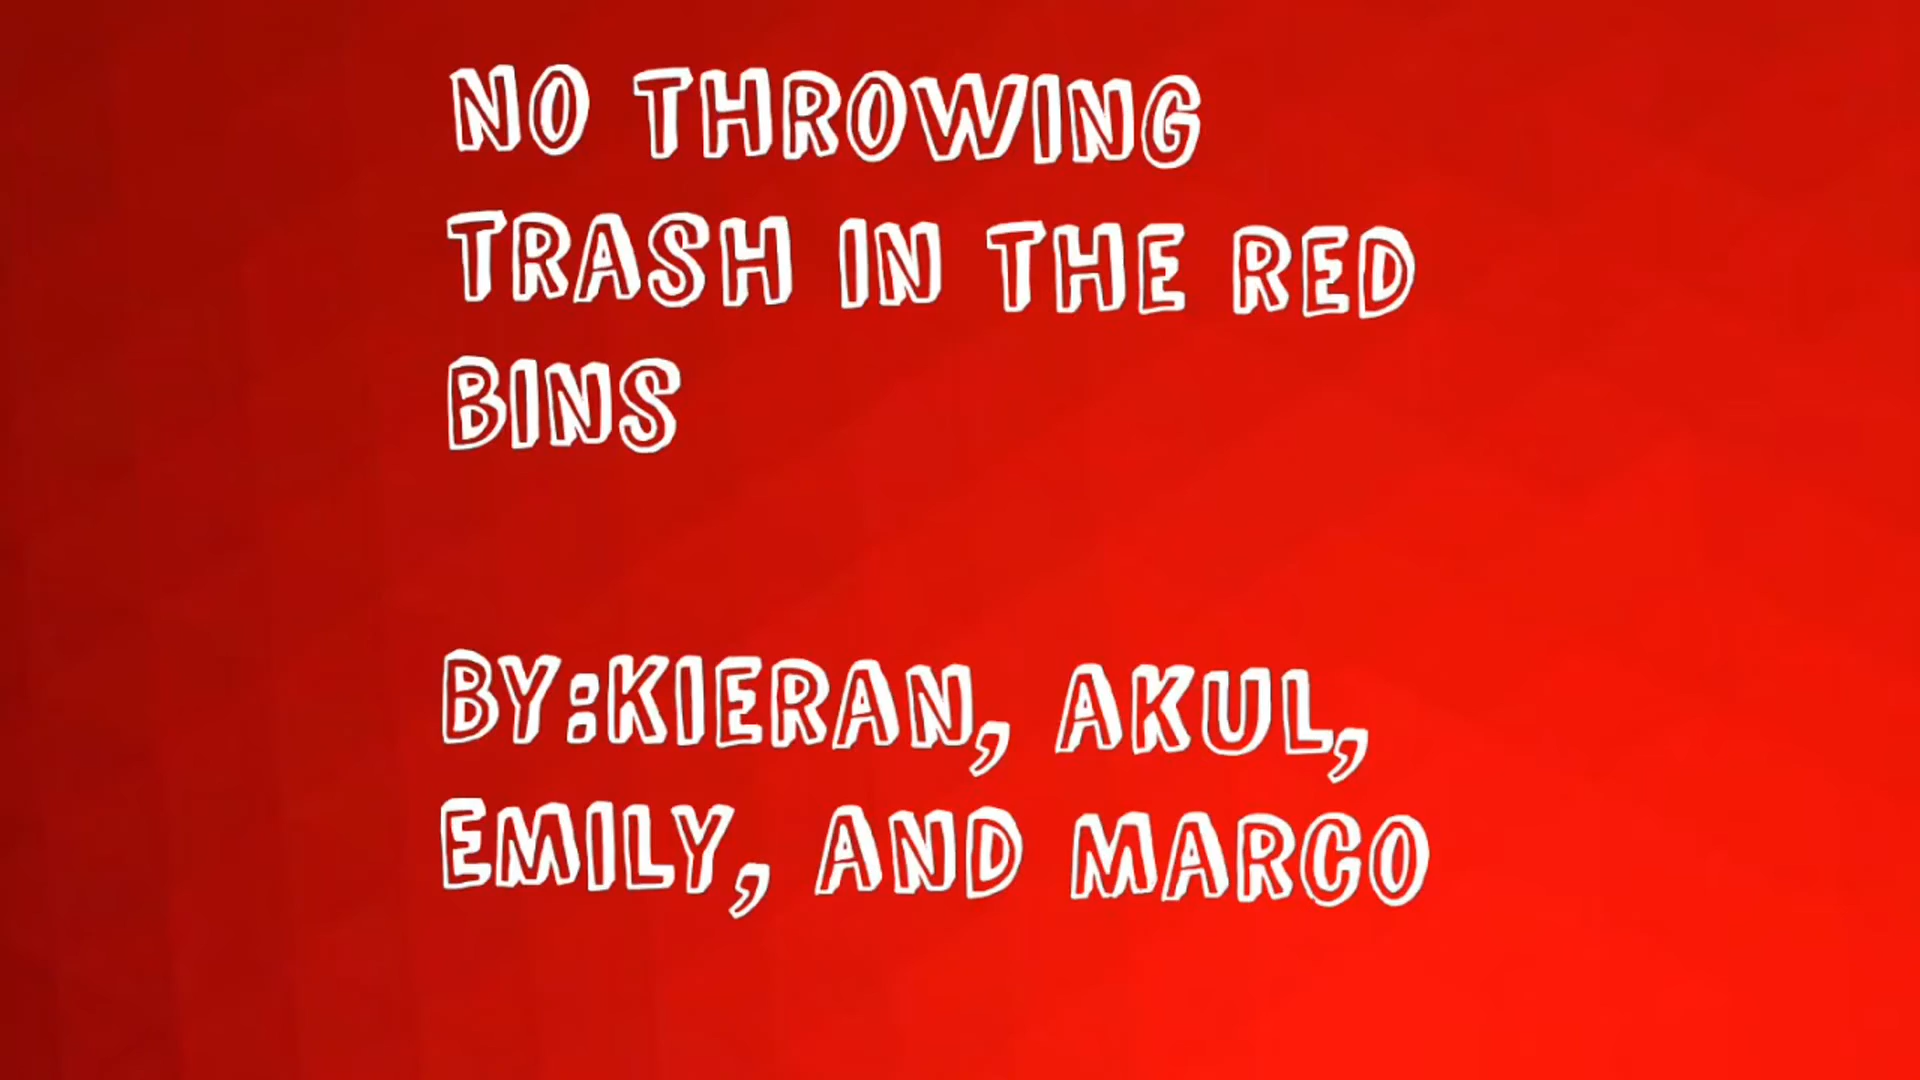 NO THROWING
TRASH IN THE RED
BINS
BY:KIERAN, AKUL,
EMILY, AND MARCO